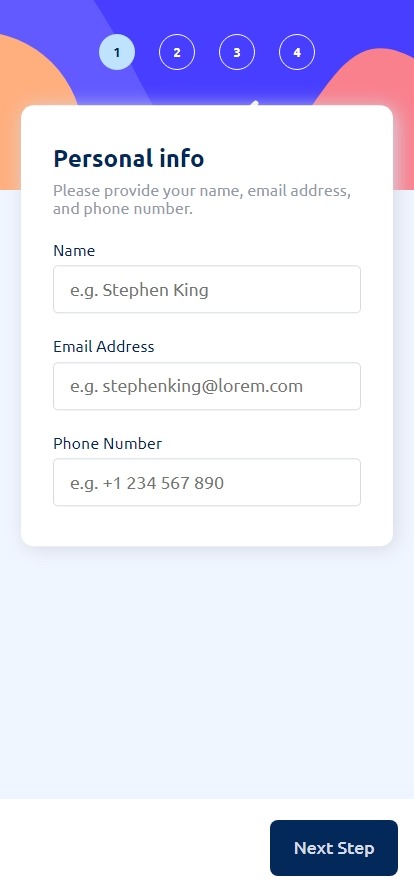 1 2 3 4
Personal info
Please provide your name, email address,
and phone number.
Name
e.g. Stephen King
Email Address
e.g. stephenking@lorem.com
Phone Number
e.g. +1 234 567 890
Next Step